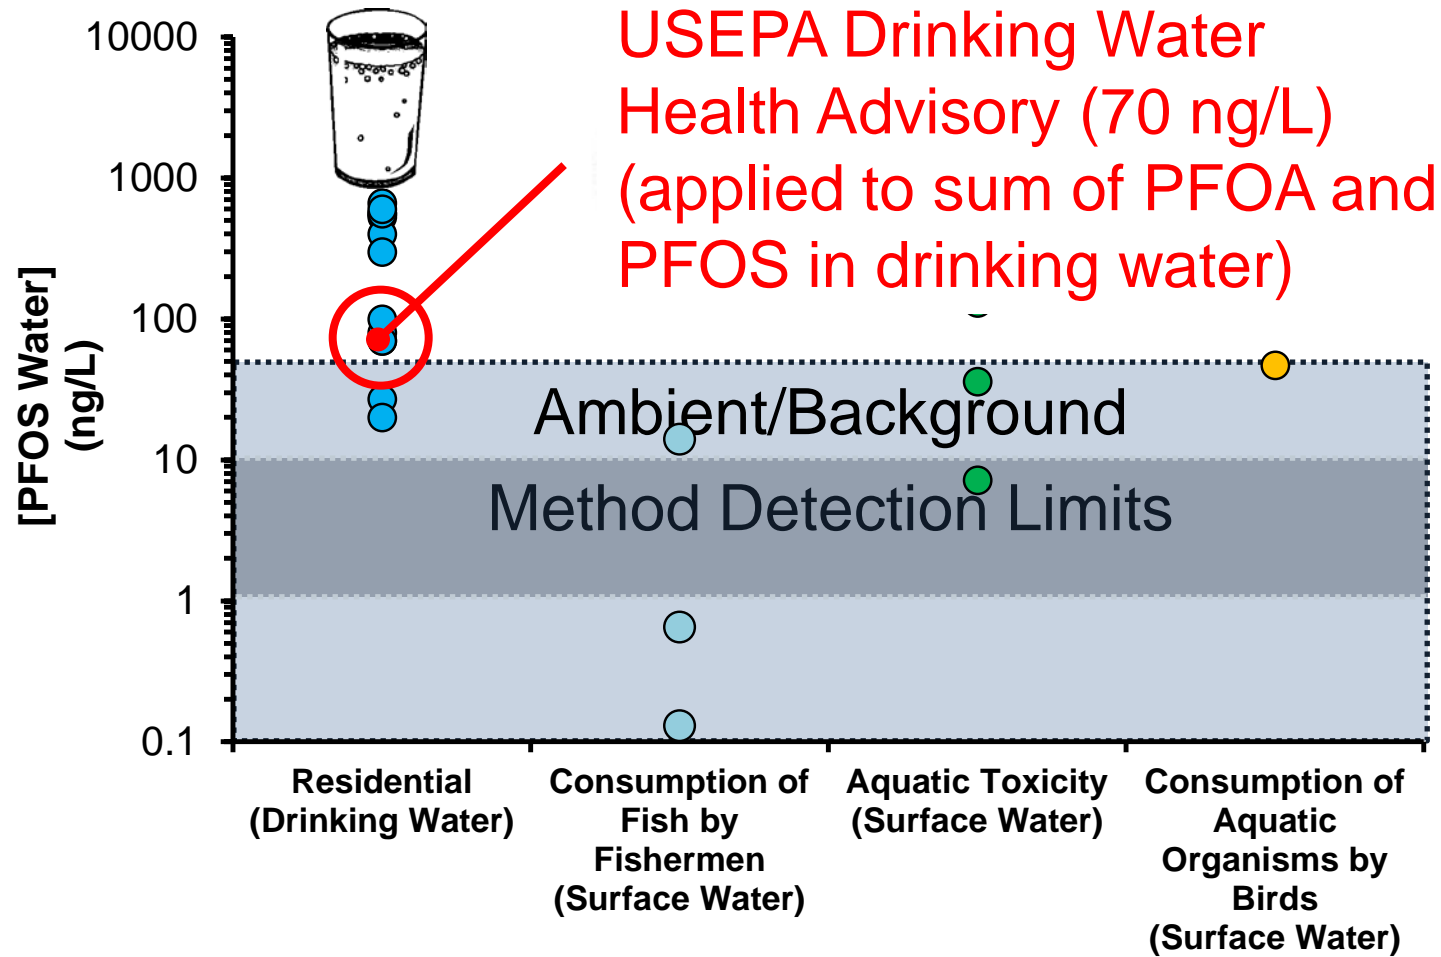 USEPA Drinking Water
Health Advisory (70 ng/L)
(applied to sum of PFOA and
PFOS in drinking water)
10000
1000
100
10
1
0.1
[PFOS Water]
(ng/L)
Ambient/Background
Method Detection Limits
Residential
(Drinking Water)
Consumption of
Fish by
Fishermen
(Surface Water)
Aquatic Toxicity
(Surface Water)
Consumption of
Aquatic
Organisms by
Birds
(Surface Water)